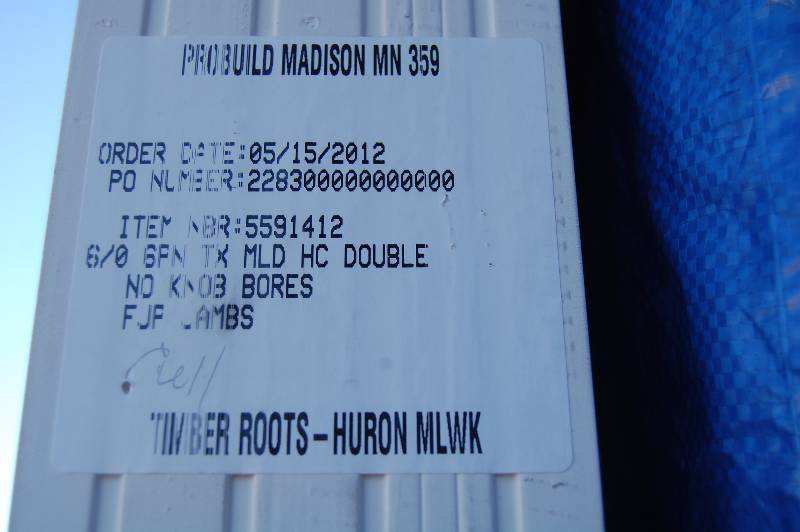 PROBUILD MADISON MN 359
ORDER DATE:05/15/2012
PO NUMBER:228300000000000
ITEM NBR:5591412
6/0 6PN TX MLD HC DOUBLE
NO KNOB BORES
FJP JAMBS
TIMBER ROOTS-HURON MLWK